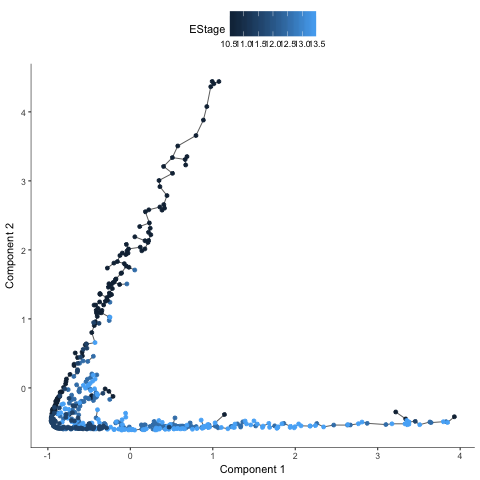 EStage
10.511.011.512.012.513.013.5
4
3
2
1
0
Component 2
-1 0 1 2 3 4
Component 1